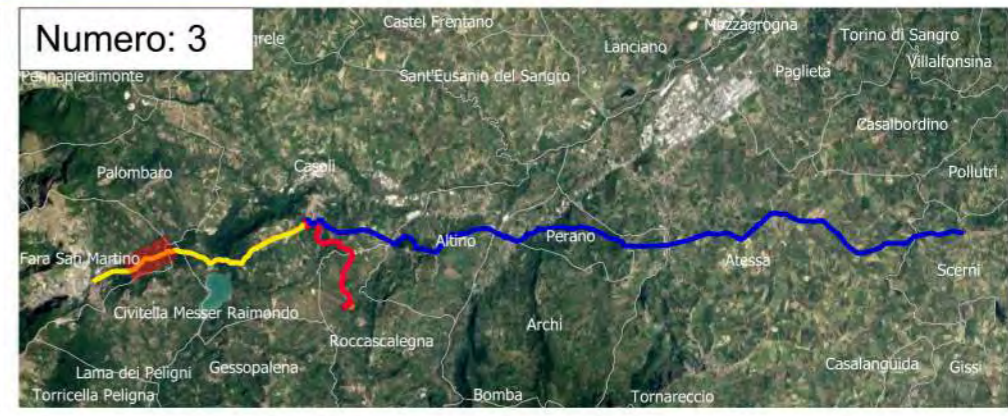 Numero: 3
Castel Frentano
Mozzagrogna
grele
Lanciano
Torino di Sangro
Pennapiedimonte
Sant'Eusanio del Sangro
Paglieta
Villalfonsina
Casalbordino
Palombaro
Casoli
Pollutri
Fara San Martino
Altino
Perano
Atessa
Scerni
Civitella Messer Raimondo
Roccascalegna
Archi
Lama dei Peligni
Gessopalena
Casalanguida
Gissi
Torricella Peligna
Bomba
Tornareccio